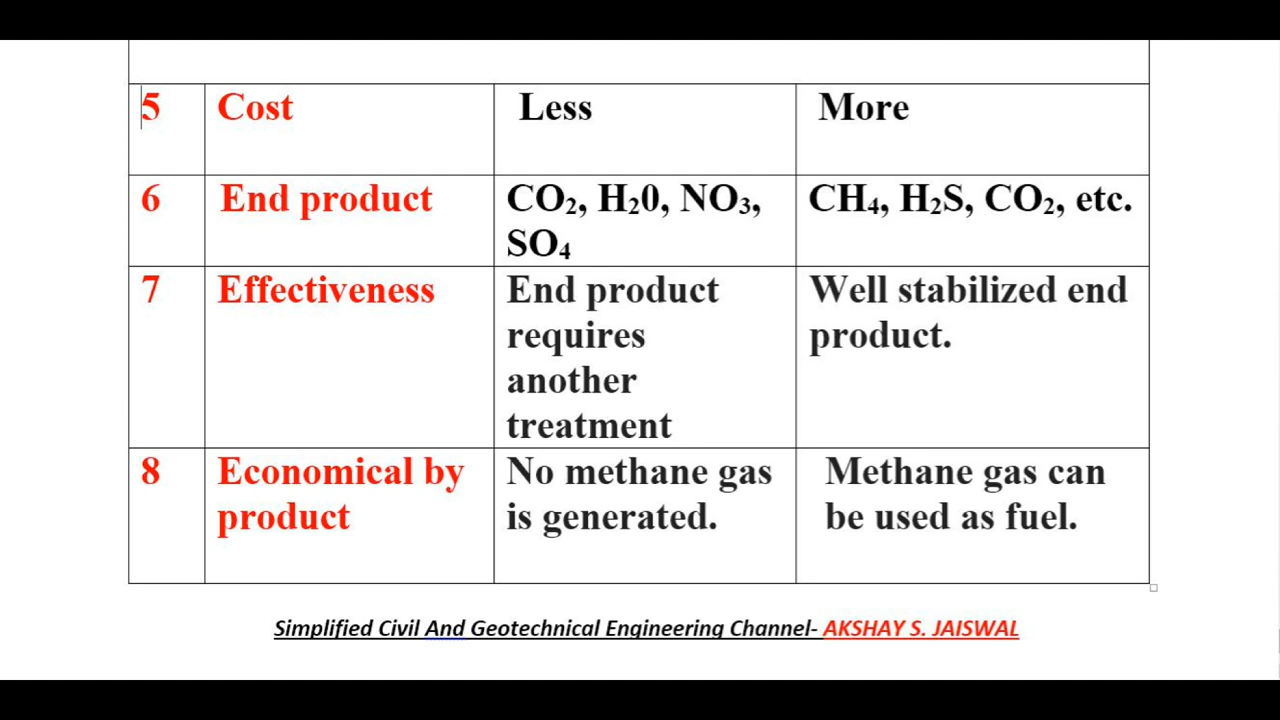 5 Cost Less More
6 End product CO₂, H₂0, NO₃, CH₄, H₂S, CO₂, etc.
SO₄
7 Effectiveness End product Well stabilized end
requires product.
another
treatment
8 Economical by No methane gas Methane gas can
product is generated. be used as fuel.
Simplified Civil And Geotechnical Engineering Channel- AKSHAY S. JAISWAL